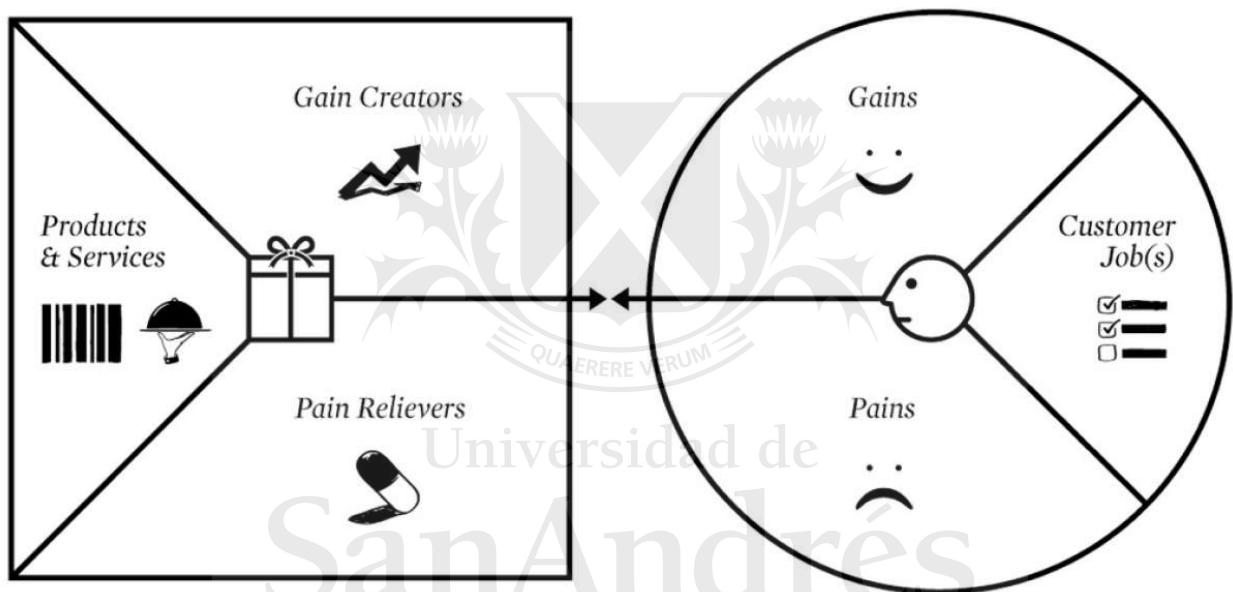 Gain Creators
Gains
Products
& Services
Customer
Job(s)
Pain Relievers
Pains
QUAERERE VERUM
Universidad de
SanAndrés